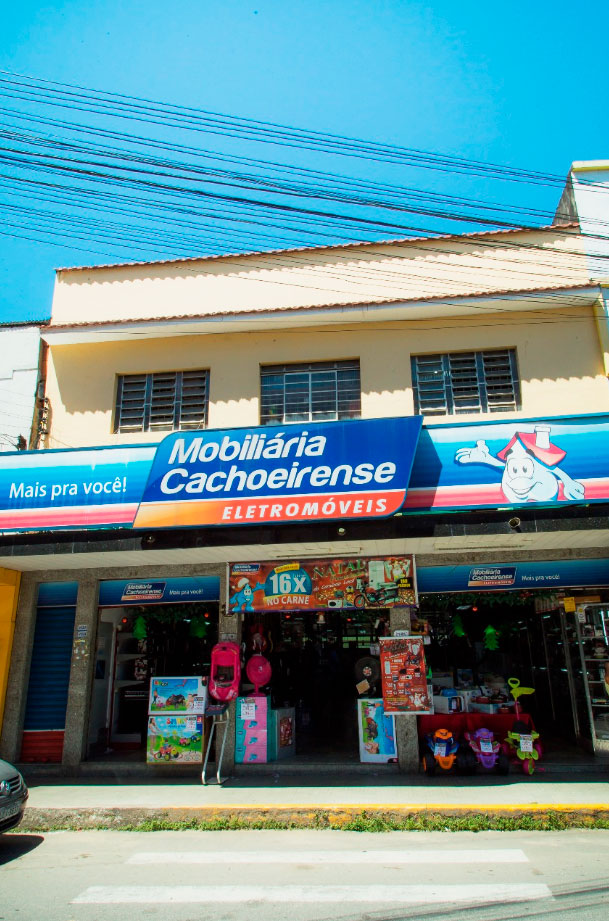 Mais pra você!
Mobiliária
Cachoeirense
ELETROMÓVEIS
Mobiliária
Cachoeirense
Mais pra você!
16X
NO CARNÊ
NATAL
Mobiliária
Cachoeirense
Mais pra você!